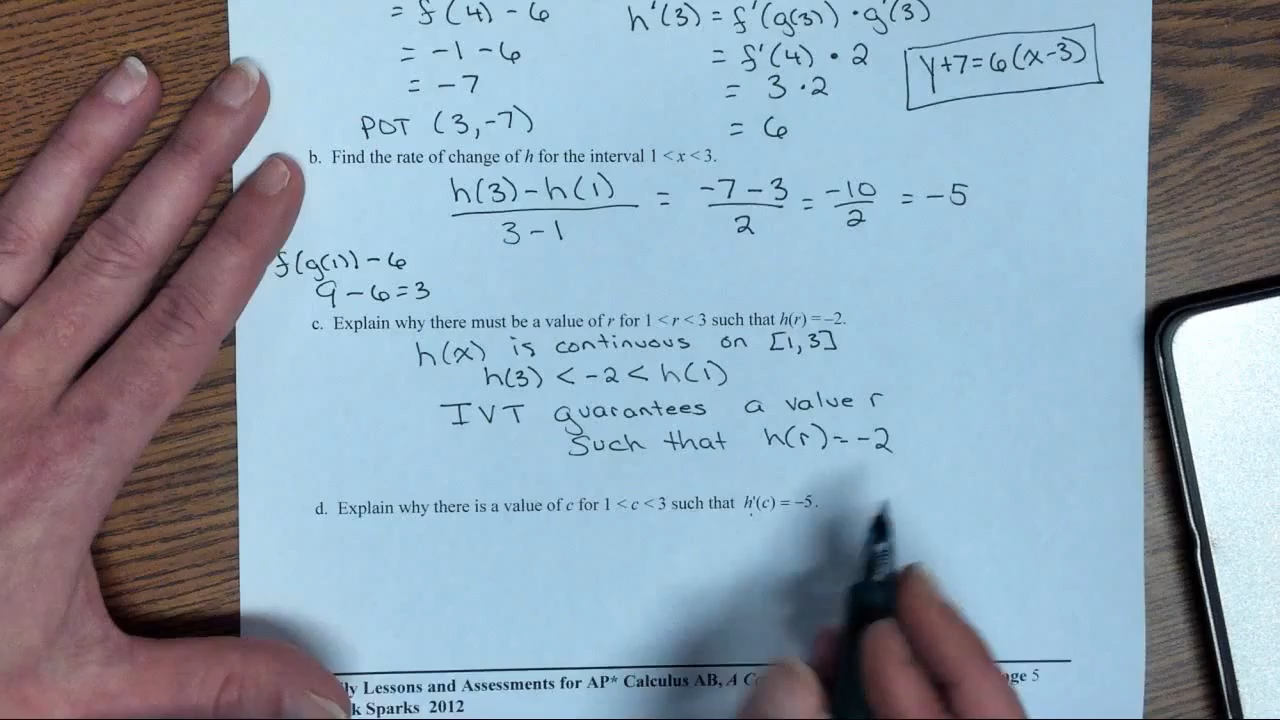 = f(4) - 6
h'(3) = f'(g(3)) · g'(3)
= -1 - 6
= f'(4) · 2
y+7=6(x-3)
= -7
= 3 · 2
POT (3,-7)
= 6
b. Find the rate of change of h for the interval 1 < x < 3.
h(3) - h(1) / 3 - 1 = -7 - 3 / 2 = -10 / 2 = -5
f(g(1)) - 6
9 - 6 = 3
c. Explain why there must be a value of r for 1 < r < 3 such that h(r) = –2.
h(x) is continuous on [1,3]
h(3) < -2 < h(1)
IVT guarantees a value r
Such that h(r) = -2
d. Explain why there is a value of c for 1 < c < 3 such that h'(c) = –5.
Lessons and Assessments for AP* Calculus AB, A
5
Sparks 2012